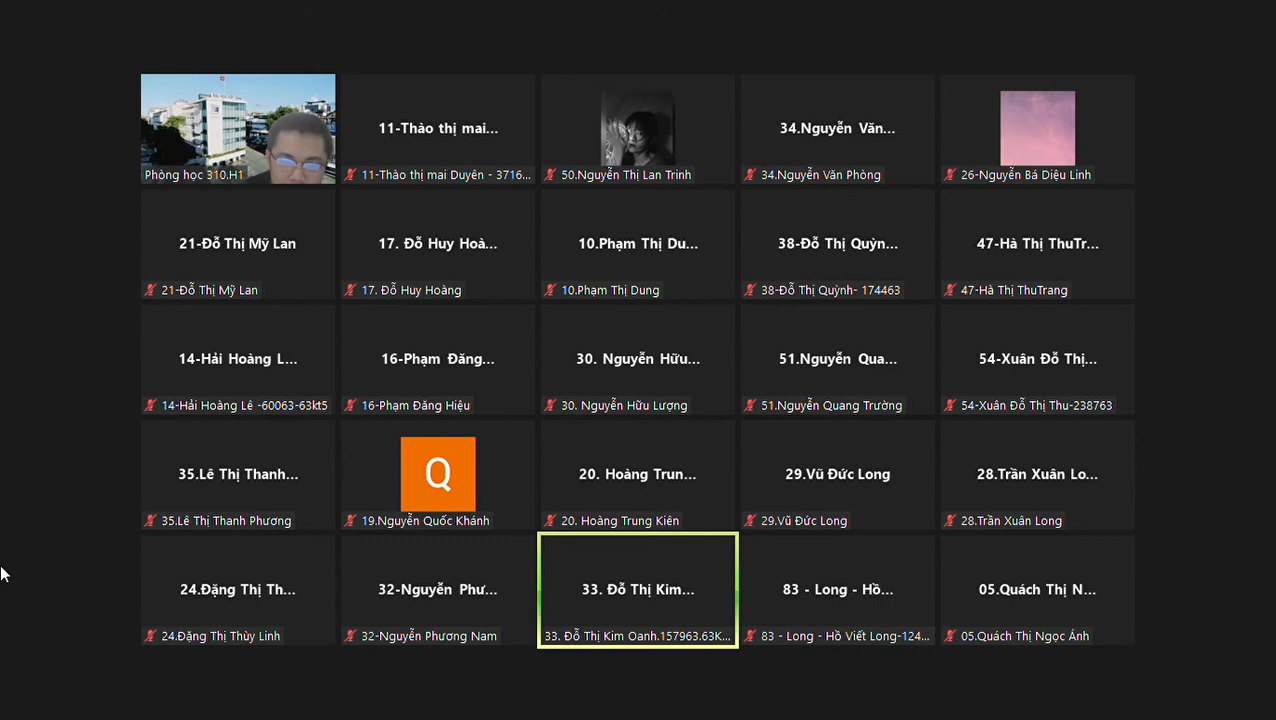 Phòng học 310.H1
11-Thào thị mai...
11-Thào thị mai Duyên - 3716...
50.Nguyễn Thị Lan Trinh
34.Nguyễn Văn...
34.Nguyễn Văn Phòng
26-Nguyễn Bá Diệu Linh
21-Đỗ Thị Mỹ Lan
21-Đỗ Thị Mỹ Lan
17. Đỗ Huy Hoà...
17. Đỗ Huy Hoàng
10.Phạm Thị Du...
10.Phạm Thị Dung
38-Đỗ Thị Quỳn...
38-Đỗ Thị Quỳnh- 174463
47-Hà Thị ThuTr...
47-Hà Thị ThuTrang
14-Hải Hoàng L...
14-Hải Hoàng Lê -60063-63kt5
16-Phạm Đăng...
16-Phạm Đăng Hiệu
30. Nguyễn Hữu...
30. Nguyễn Hữu Lượng
51.Nguyễn Qua...
51.Nguyễn Quang Trường
54-Xuân Đỗ Thị...
54-Xuân Đỗ Thị Thu-238763
35.Lê Thị Thanh...
35.Lê Thị Thanh Phương
Q
19.Nguyễn Quốc Khánh
20. Hoàng Trun...
20. Hoàng Trung Kiên
29.Vũ Đức Long
29.Vũ Đức Long
28.Trần Xuân Lo...
28.Trần Xuân Long
24.Đặng Thị Th...
24.Đặng Thị Thùy Linh
32-Nguyễn Phư...
32-Nguyễn Phương Nam
33. Đỗ Thị Kim...
33. Đỗ Thị Kim Oanh.157963.63K...
83 - Long - Hồ...
83 - Long - Hồ Viết Long-124...
05.Quách Thị N...
05.Quách Thị Ngọc Ánh